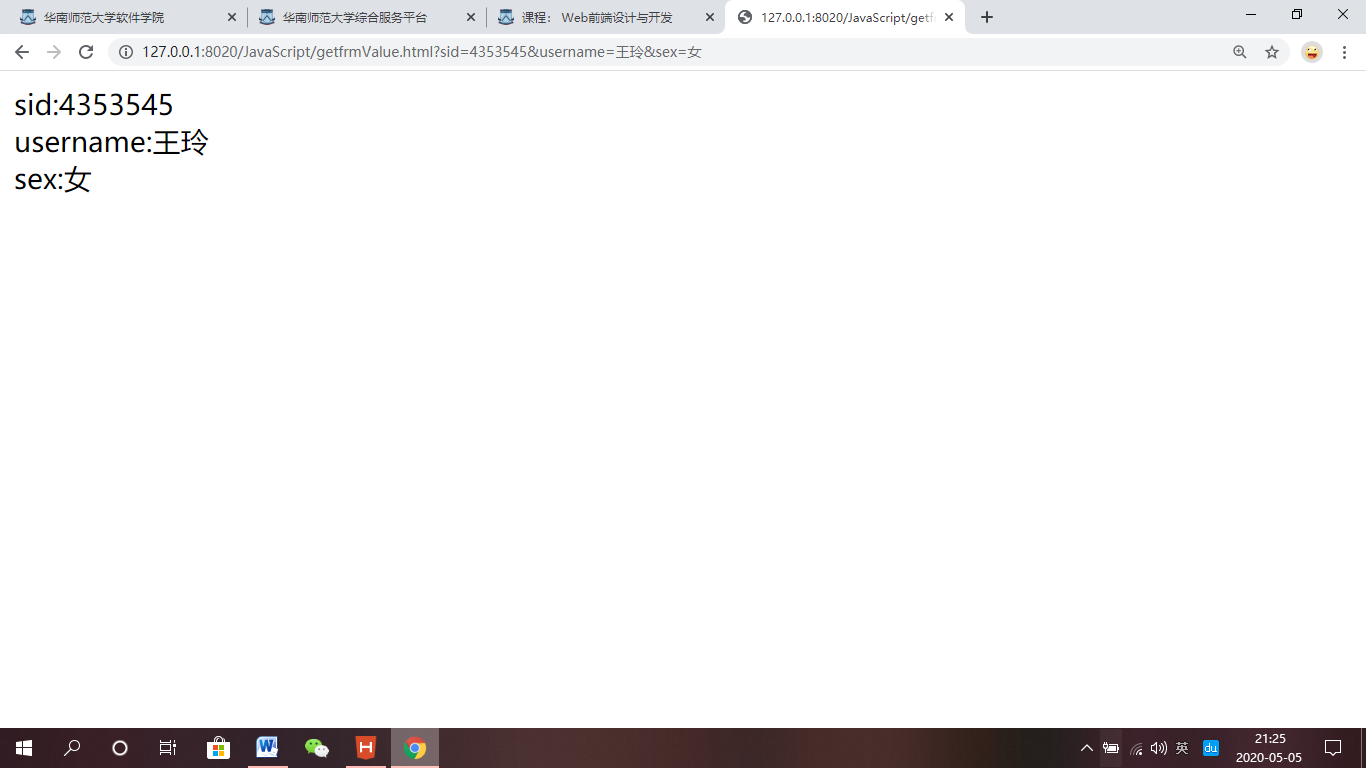 华南师范大学软件学院
华南师范大学综合服务平台
课程： Web前端设计与开发
127.0.0.1:8020/JavaScript/getfr
127.0.0.1:8020/JavaScript/getfrmValue.html?sid=4353545&username=王玲&sex=女
sid:4353545
username:王玲
sex:女
英
du
21:25
2020-05-05